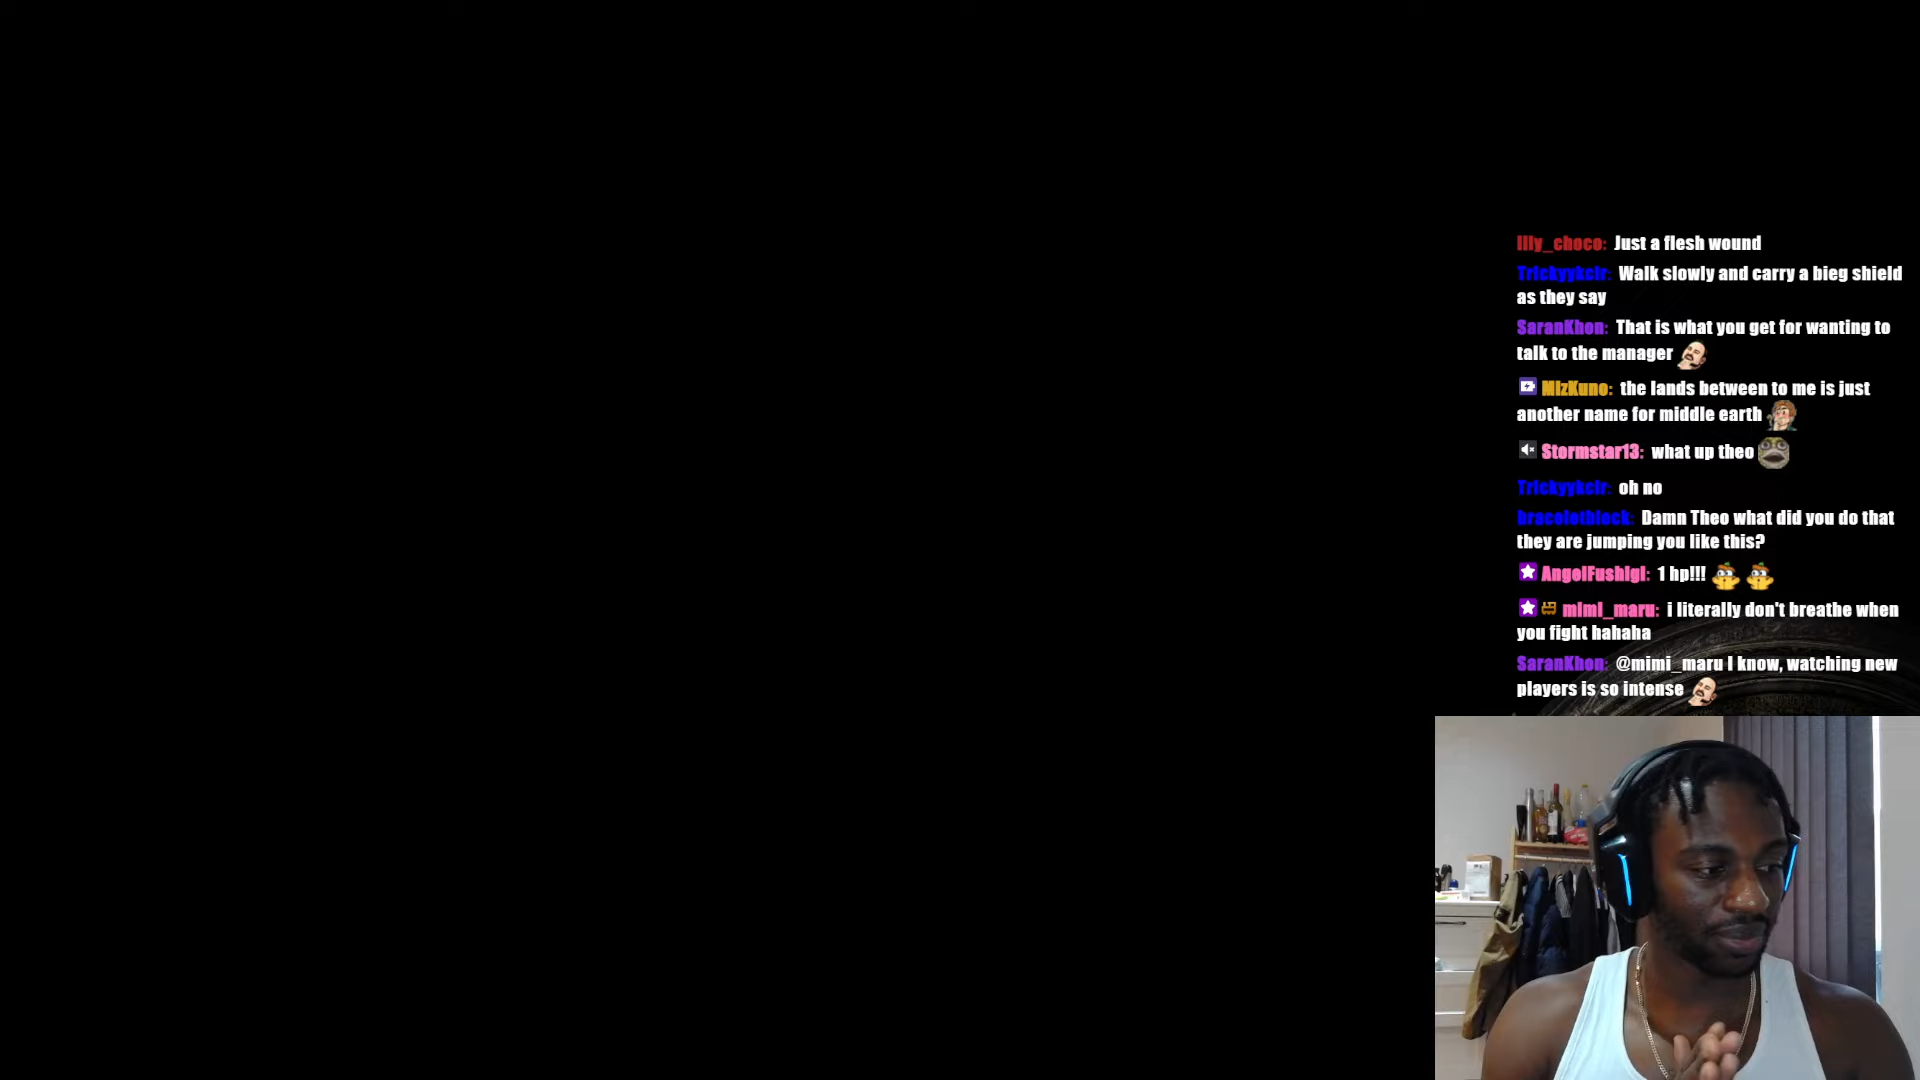 lily_choco: Just a flesh wound
Trickyykcir: Walk slowly and carry a bieg shield
as they say
SaranKhon: That is what you get for wanting to
talk to the manager
MizKuno: the lands between to me is just
another name for middle earth
Stormstar13: what up theo
Trickyykcir: oh no
bracelotblock: Damn Theo what did you do that
they are jumping you like this?
AngelFushigi: 1 hp!!!
mimi_maru: i literally don't breathe when
you fight hahaha
SaranKhon: @mimi_maru I know, watching new
players is so intense